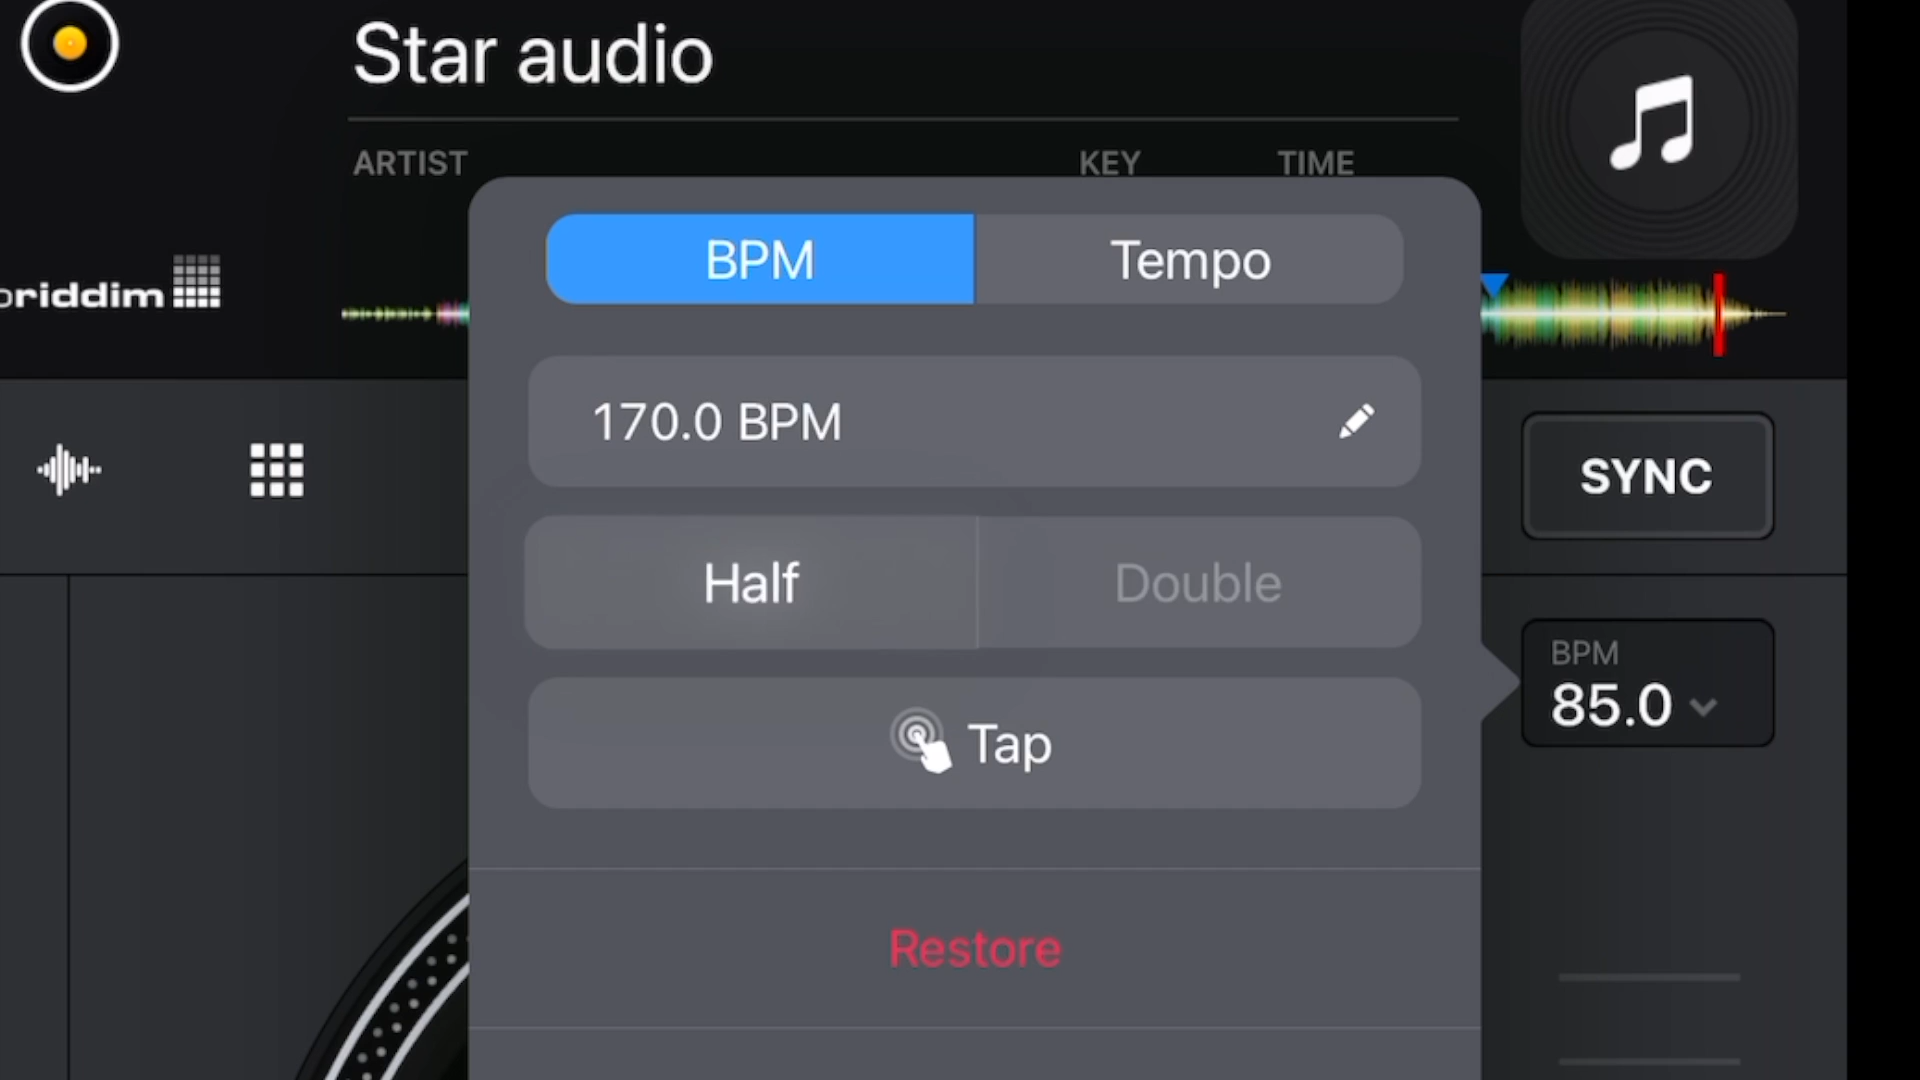 Star audio
ARTIST
KEY
TIME
BPM
Tempo
riddim
170.0 BPM
SYNC
Half
Double
BPM
85.0
Tap
Restore